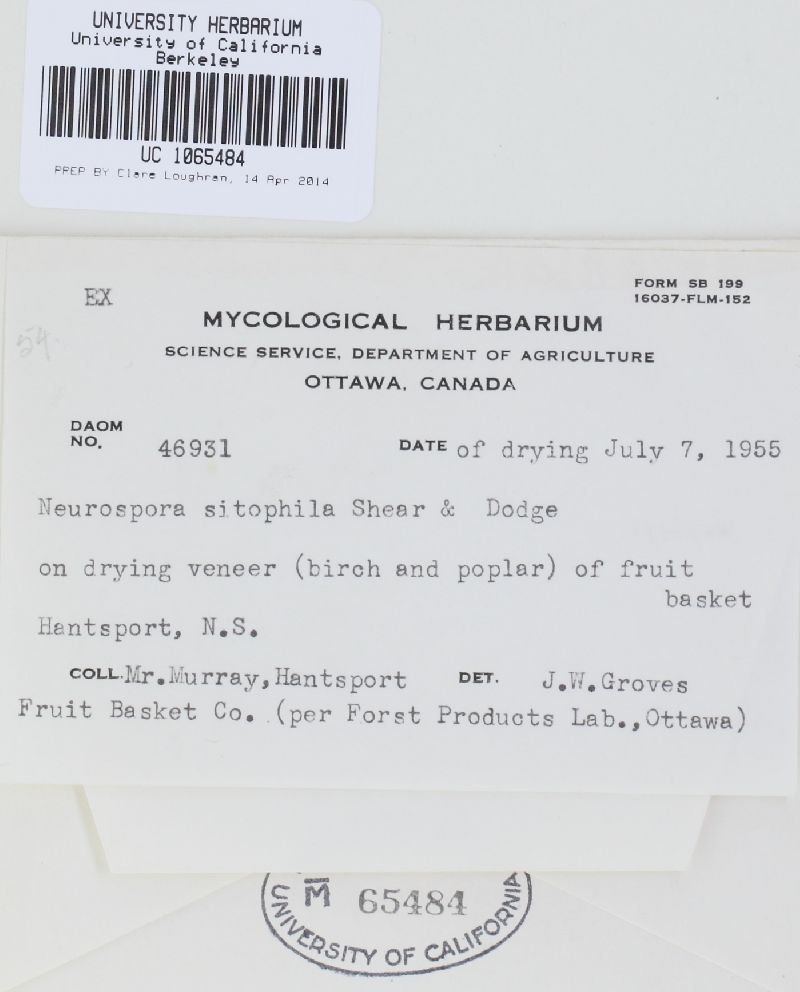 UNIVERSITY HERBARIUM
University of California
Berkeley
UC 1065484
PREP BY Clare Loughran, 14 Apr 2014
FORM SB 199
16037-FLM-152
EX
MYCOLOGICAL HERBARIUM
54.
SCIENCE SERVICE, DEPARTMENT OF AGRICULTURE
OTTAWA, CANADA
DAOM
NO. 46931 DATE of drying July 7, 1955
Neurospora sitophila Shear & Dodge
on drying veneer (birch and poplar) of fruit
basket
Hantsport, N.S.
COLL. Mr. Murray, Hantsport DET. J.W. Groves
Fruit Basket Co. (per Forst Products Lab., Ottawa)
M 65484
UNIVERSITY OF CALIFORNIA